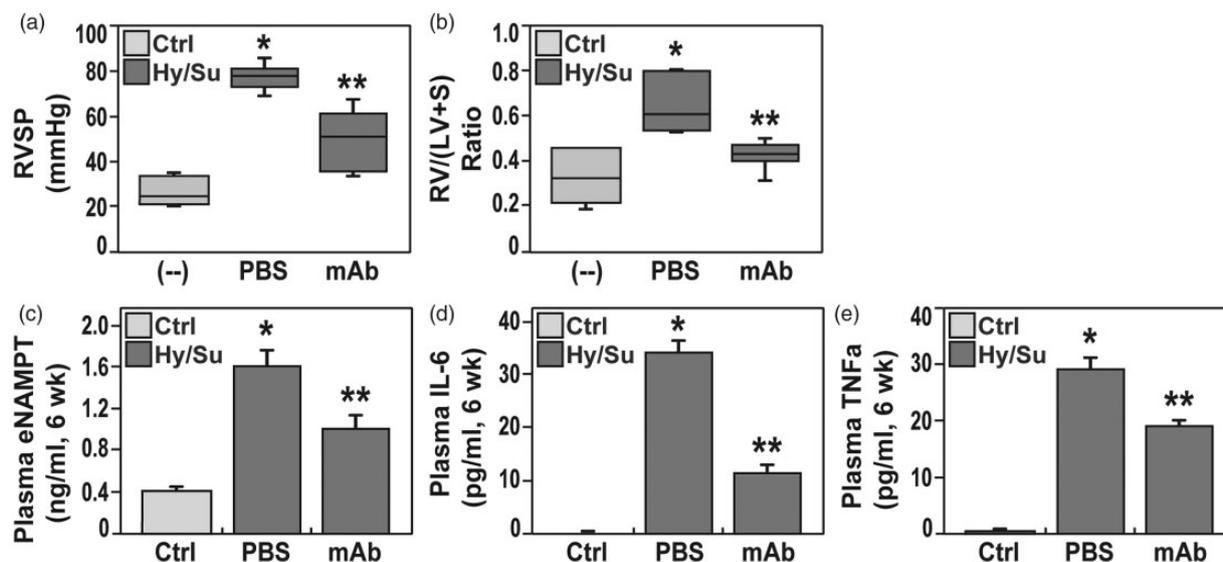 (a)
RVSP
(mmHg)
100
80
60
40
20
0
Ctrl
Hy/Su
*
**
(--)
PBS
mAb
(b)
RV/(LV+S)
Ratio
1.0
0.8
0.6
0.4
0.2
0
Ctrl
Hy/Su
*
**
(--)
PBS
mAb
(c)
Plasma eNAMPT
(ng/ml, 6 wk)
2.0
1.6
1.2
0.4
0
Ctrl
Hy/Su
*
**
Ctrl
PBS
mAb
(d)
Plasma IL-6
(pg/ml, 6 wk)
40
30
20
10
0
Ctrl
Hy/Su
*
**
Ctrl
PBS
mAb
(e)
Plasma TNFa
(pg/ml, 6 wk)
40
30
20
10
0
Ctrl
Hy/Su
*
**
Ctrl
PBS
mAb